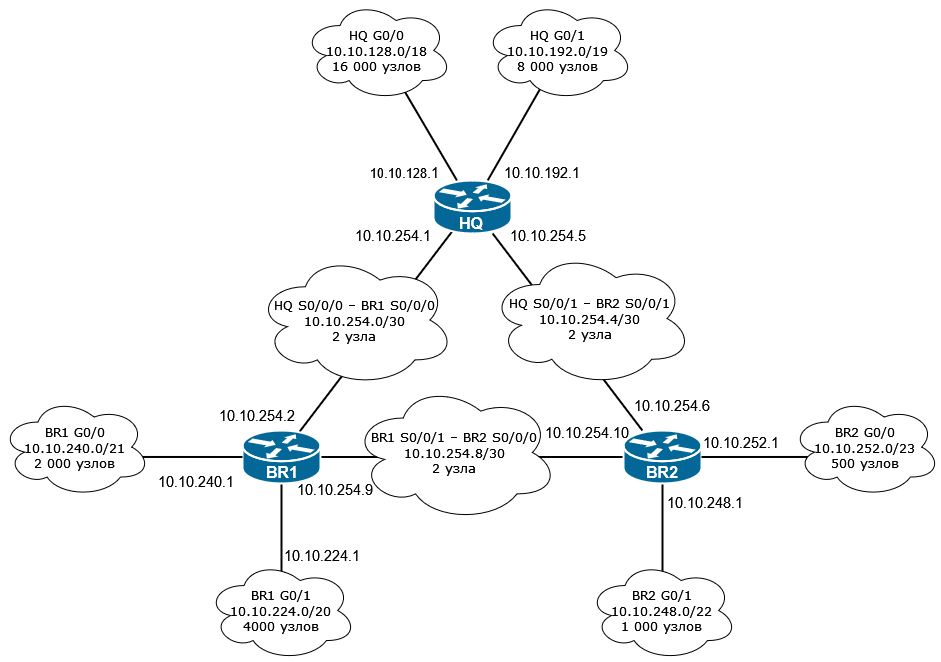 HQ G0/0
10.10.128.0/18
16 000 узлов
HQ G0/1
10.10.192.0/19
8 000 узлов
10.10.128.1
10.10.192.1
HQ
10.10.254.1
10.10.254.5
HQ S0/0/0 – BR1 S0/0/0
10.10.254.0/30
2 узла
HQ S0/0/1 – BR2 S0/0/1
10.10.254.4/30
2 узла
10.10.254.2
10.10.254.6
BR1 G0/0
10.10.240.0/21
2 000 узлов
10.10.240.1
BR1
10.10.254.9
BR1 S0/0/1 – BR2 S0/0/0
10.10.254.8/30
2 узла
10.10.254.10
BR2
10.10.252.1
BR2 G0/0
10.10.252.0/23
500 узлов
10.10.248.1
10.10.224.1
BR1 G0/1
10.10.224.0/20
4000 узлов
BR2 G0/1
10.10.248.0/22
1 000 узлов